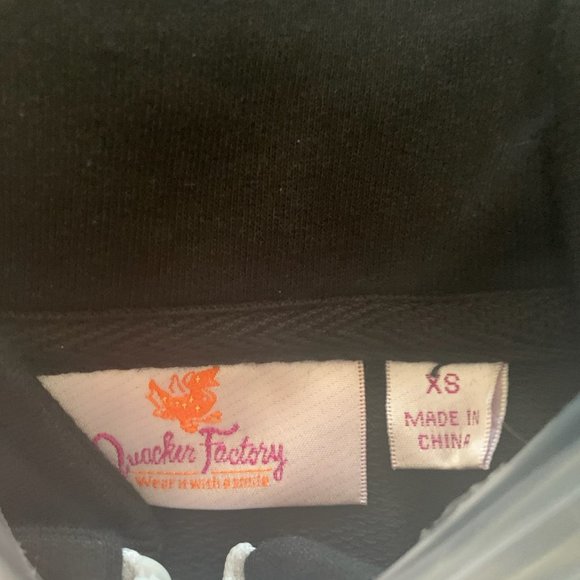 Quacker Factory
Wear it with a smile
XS
MADE IN
CHINA